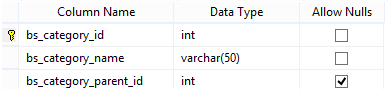 Column Name Data Type Allow Nulls
bs_category_id int
bs_category_name varchar(50)
bs_category_parent_id int